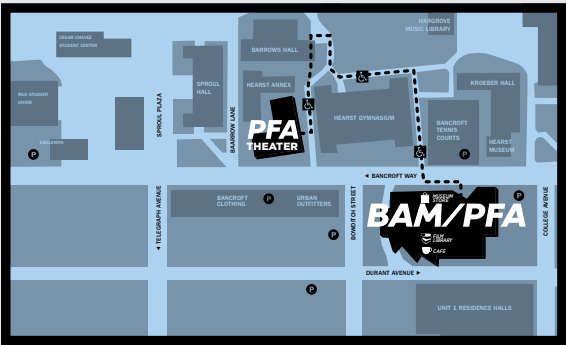 HARGROVE
MUSIC LIBRARY
CESAR CHAVEZ
STUDENT CENTER
BARROWS HALL
SPROUL
HALL
HEARST ANNEX
KROEBER HALL
MLK STUDENT
UNION
SPROUL PLAZA
BAARROW LANE
PFA
THEATER
HEARST GYMNASIUM
BANCROFT
TENNIS
COURTS
HEARST
MUSEUM
P
P
BANCROFT WAY
TELEGRAPH AVENUE
BANCROFT
CLOTHING
P
URBAN
OUTFITTERS
BOWDITCH STREET
MUSEUM
STORE
P
BAM/PFA
COLLEGE AVENUE
P
FILM
LIBRARY
CAFE
DURANT AVENUE
P
UNIT 1 RESIDENCE HALLS